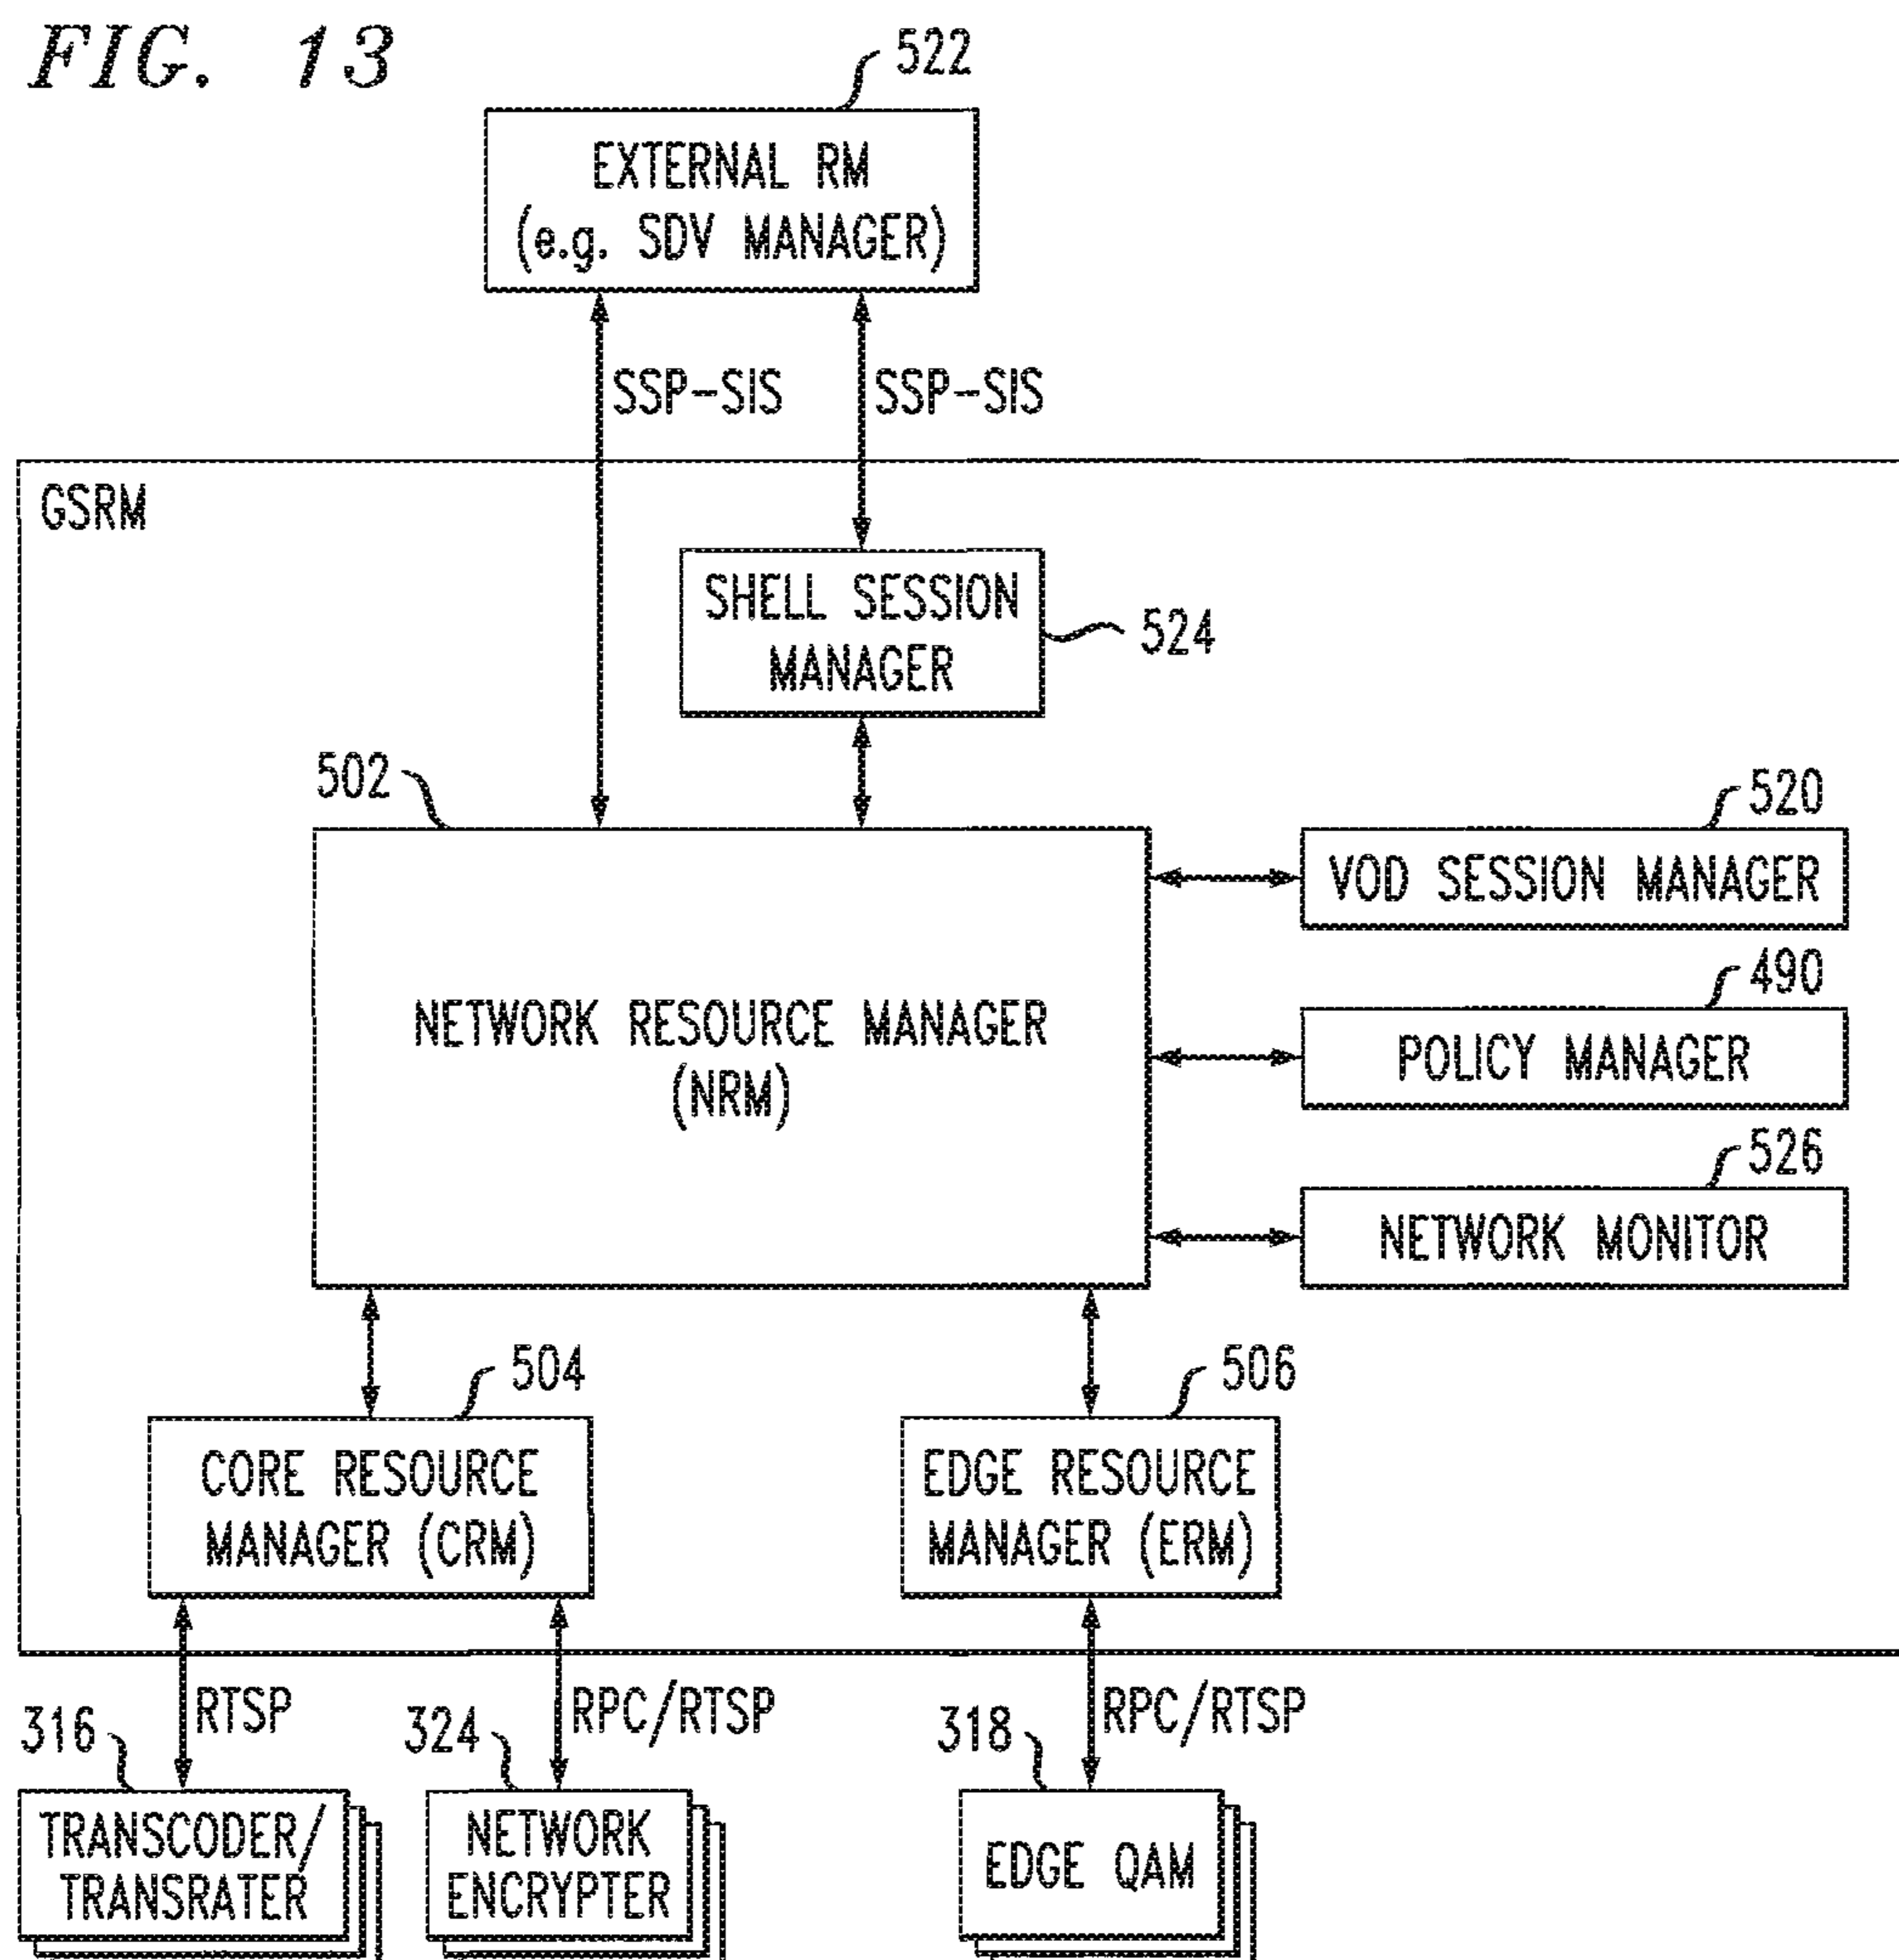 FIG. 13
522
EXTERNAL RM
(e.g. SDV MANAGER)
SSP-SIS
SSP-SIS
GSRM
SHELL SESSION
MANAGER
524
502
520
VOD SESSION MANAGER
490
NETWORK RESOURCE MANAGER
(NRM)
POLICY MANAGER
526
NETWORK MONITOR
504
506
CORE RESOURCE
MANAGER (CRM)
EDGE RESOURCE
MANAGER (ERM)
316
RTSP
324
RPC/RTSP
318
RPC/RTSP
TRANSCODER/
TRANSRATER
NETWORK
ENCRYPTER
EDGE QAM